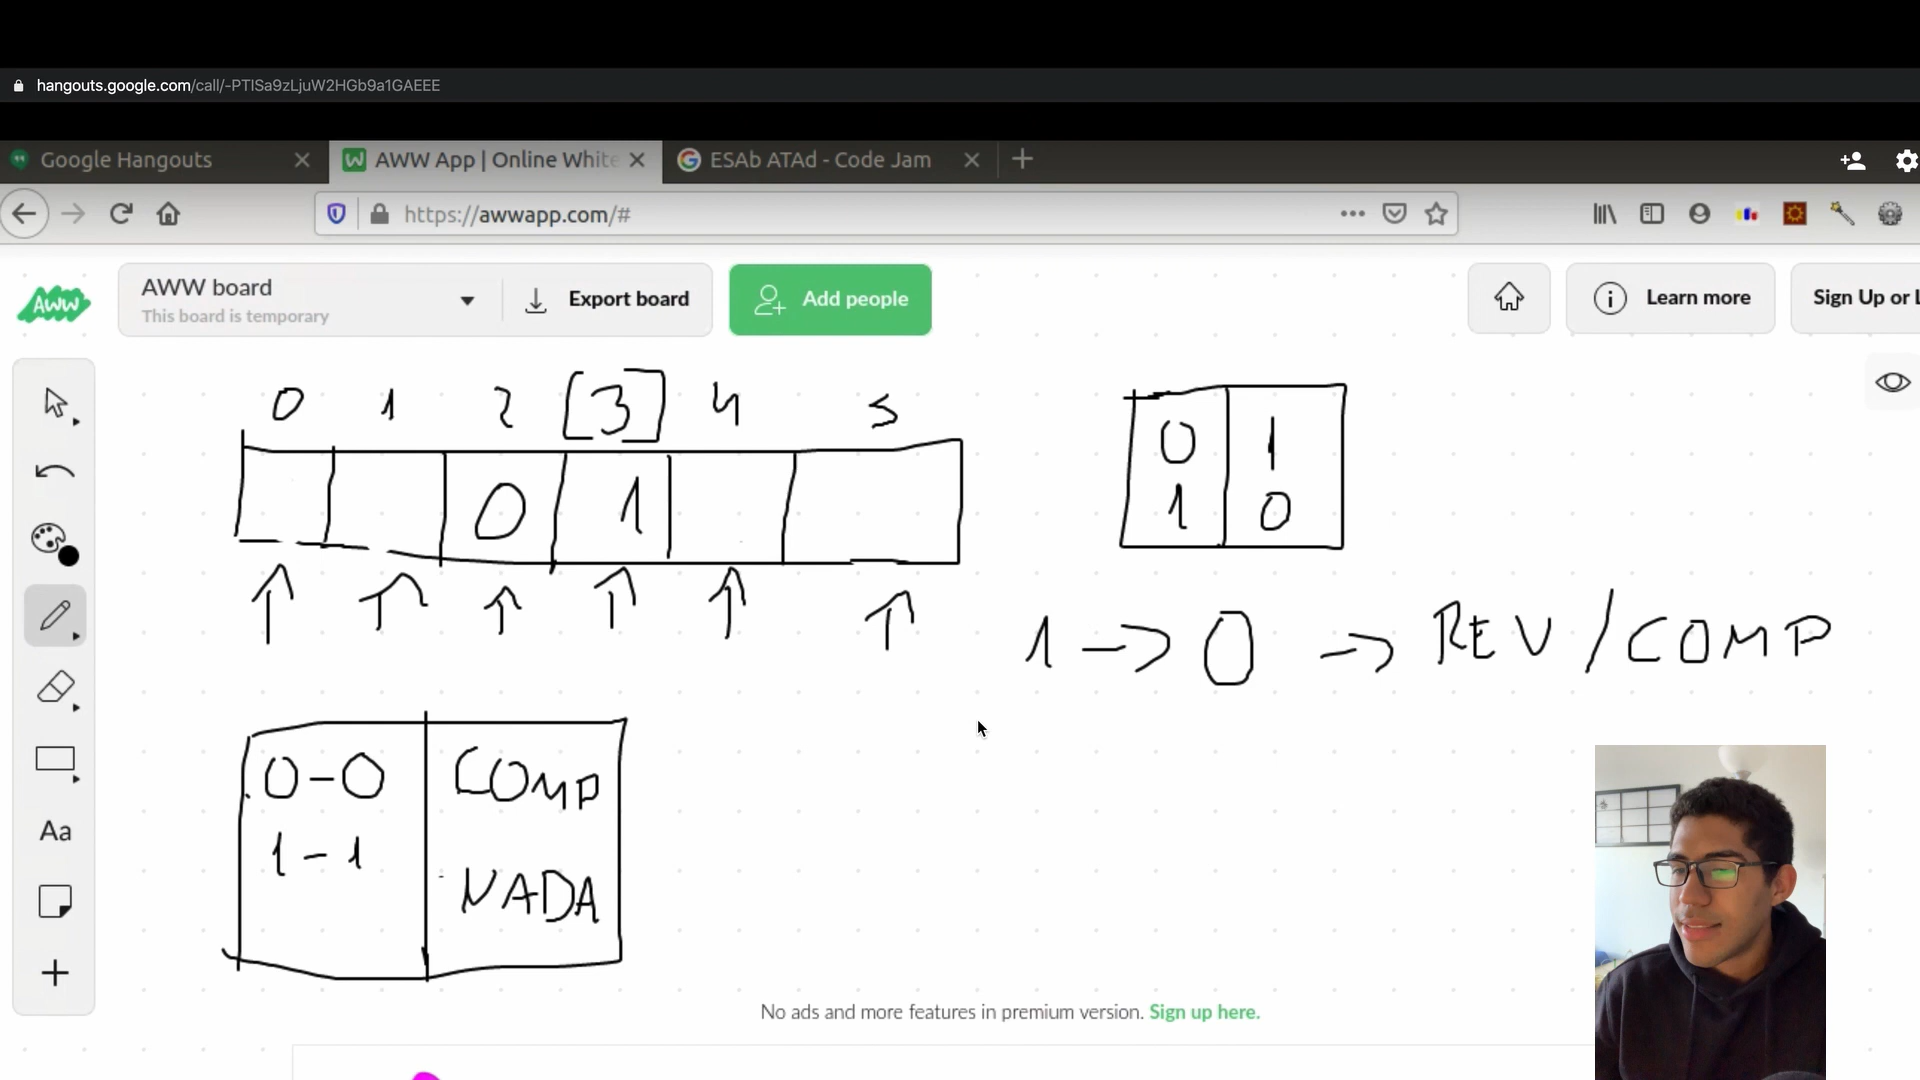 hangouts.google.com/call/-PTISa9zLjuW2HGb9a1GAEEE
Google Hangouts
AWW App | Online White
ESAb ATAd - Code Jam
https://awwapp.com/#
AWW
AWW board
This board is temporary
Export board
Add people
Learn more
Sign Up or L
0 1 2 [3] 4 5
0 1
0 1
1 0
1 -> 0 -> REV / COMP
0-0 COMP
1-1
NADA
Aa
No ads and more features in premium version. Sign up here.